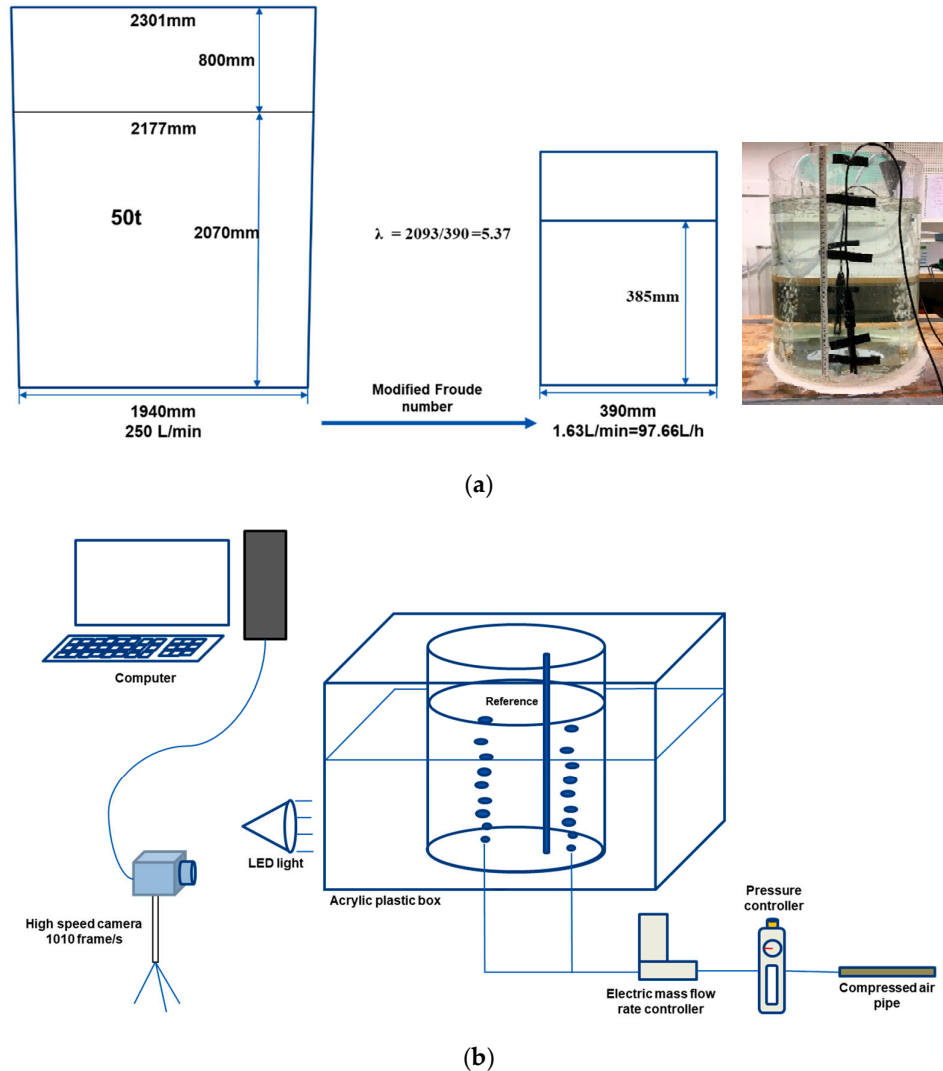 2301mm
800mm
2177mm
50t
2070mm
λ = 2093/390 =5.37
385mm
Modified Froude
number
1940mm
250 L/min
390mm
1.63L/min=97.66L/h
(a)
Computer
Reference
LED light
Acrylic plastic box
High speed camera
1010 frame/s
Pressure
controller
Electric mass flow
rate controller
Compressed air
pipe
(b)